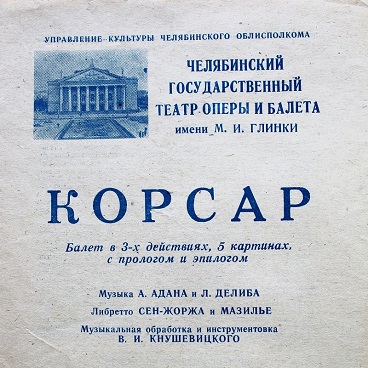 УПРАВЛЕНИЕ КУЛЬТУРЫ ЧЕЛЯБИНСКОГО ОБЛИСПОЛКОМА
ЧЕЛЯБИНСКИЙ
ГОСУДАРСТВЕННЫЙ
ТЕАТР ОПЕРЫ И БАЛЕТА
имени М. И. ГЛИНКИ
КОРСАР
Балет в 3-х действиях, 5 картинах,
с прологом и эпилогом
Музыка А. АДАНА и Л. ДЕЛИБА
Либретто СЕН-ЖОРЖА и МАЗИЛЬЕ
Музыкальная обработка и инструментовка
В. И. КНУШЕВИЦКОГО